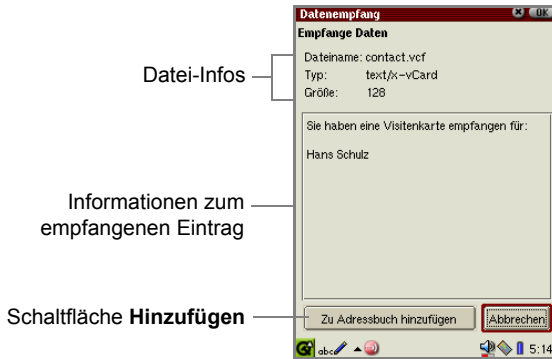 Datenempfang OK
Empfange Daten
Datei-Infos
Dateiname: contact.vcf
Typ: text/x-vCard
Größe: 128
Sie haben eine Visitenkarte empfangen für:
Hans Schulz
Informationen zum
empfangenen Eintrag
Schaltfläche Hinzufügen
Zu Adressbuch hinzufügen Abbrechen
abc 5:14